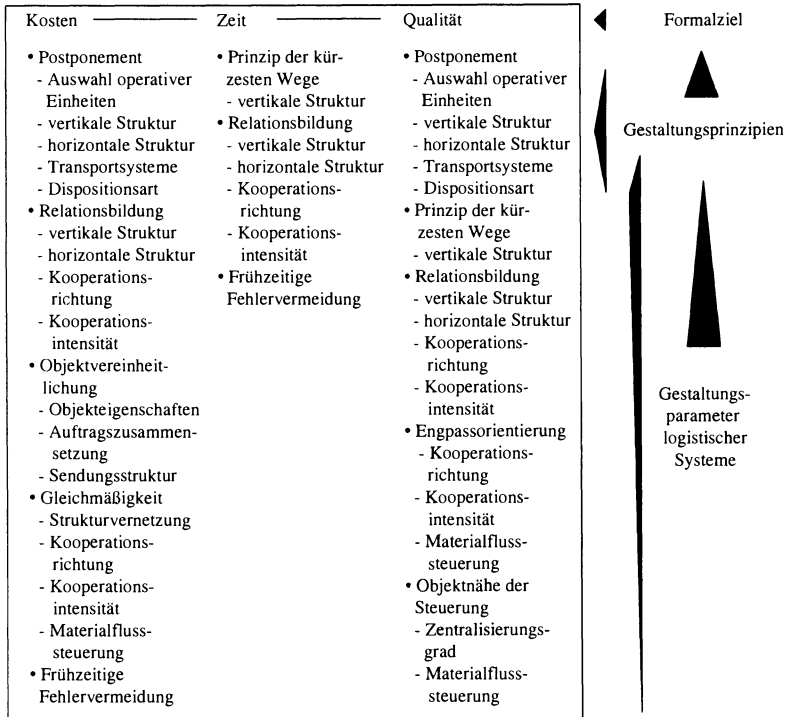 Kosten
Zeit
Qualität
• Postponement
- Auswahl operativer
Einheiten
- vertikale Struktur
- horizontale Struktur
- Transportsysteme
- Dispositionsart
• Relationsbildung
- vertikale Struktur
- horizontale Struktur
- Kooperations-
richtung
- Kooperations-
intensität
• Objektvereinheit-
lichung
- Objekteigenschaften
- Auftragszusammen-
setzung
- Sendungsstruktur
• Gleichmäßigkeit
- Strukturvernetzung
- Kooperations-
richtung
- Kooperations-
intensität
- Materialfluss-
steuerung
• Frühzeitige
Fehlervermeidung
• Prinzip der kür-
zesten Wege
- vertikale Struktur
• Relationsbildung
- vertikale Struktur
- horizontale Struktur
- Kooperations-
richtung
- Kooperations-
intensität
• Frühzeitige
Fehlervermeidung
• Postponement
- Auswahl operativer
Einheiten
- vertikale Struktur
- horizontale Struktur
- Transportsysteme
- Dispositionsart
• Prinzip der kür-
zesten Wege
- vertikale Struktur
• Relationsbildung
- vertikale Struktur
- horizontale Struktur
- Kooperations-
richtung
- Kooperations-
intensität
• Engpassorientierung
- Kooperations-
richtung
- Kooperations-
intensität
- Materialfluss-
steuerung
• Objektnähe der
Steuerung
- Zentralisierungs-
grad
- Materialfluss-
steuerung
Formalziel
Gestaltungsprinzipien
Gestaltungs-
parameter
logistischer
Systeme